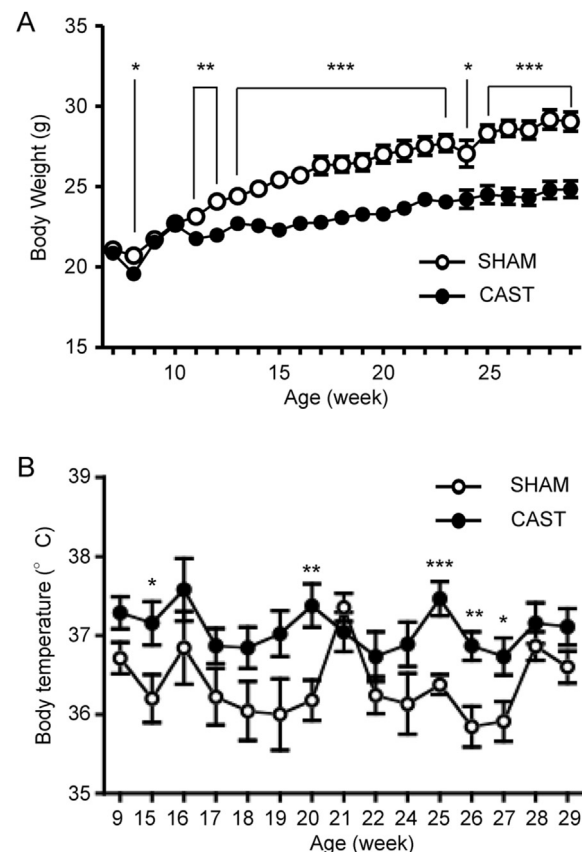 A
35
30
25
20
15
Body Weight (g)
* ** *** * ***
SHAM
CAST
10 15 20 25
Age (week)
B
39
38
37
36
35
Body temperature (° C)
SHAM
CAST
* ** *** ** *
9 15 16 17 18 19 20 21 22 24 25 26 27 28 29
Age (week)